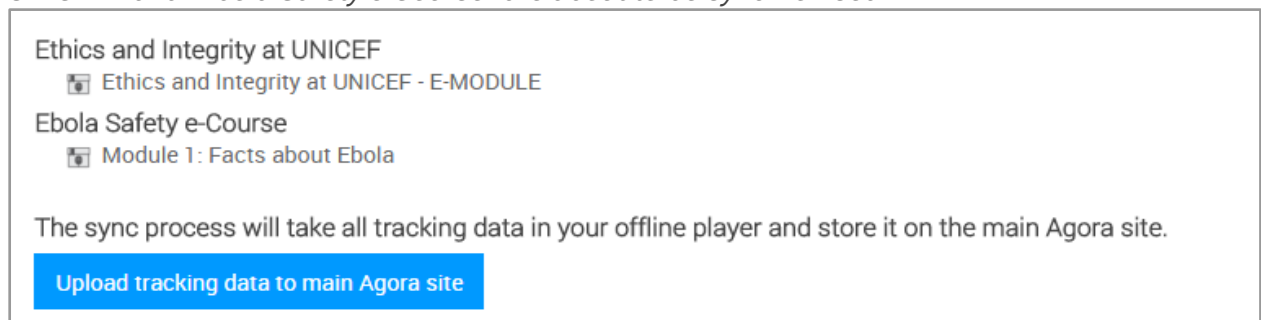 Ethics and Integrity at UNICEF
Ethics and Integrity at UNICEF - E-MODULE
Ebola Safety e-Course
Module 1: Facts about Ebola
The sync process will take all tracking data in your offline player and store it on the main Agora site.
Upload tracking data to main Agora site